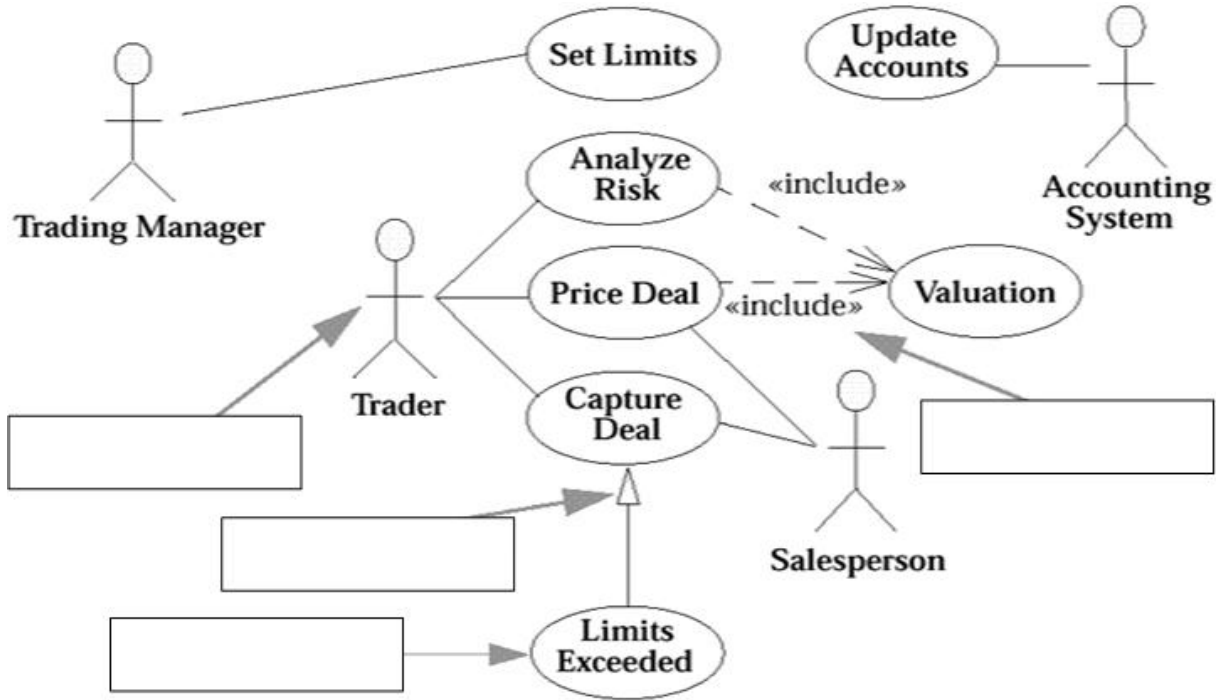 Set Limits
Update
Accounts
Trading Manager
Analyze
Risk
«include»
Accounting
System
Price Deal
«include»
Valuation
Trader
Capture
Deal
Salesperson
Limits
Exceeded